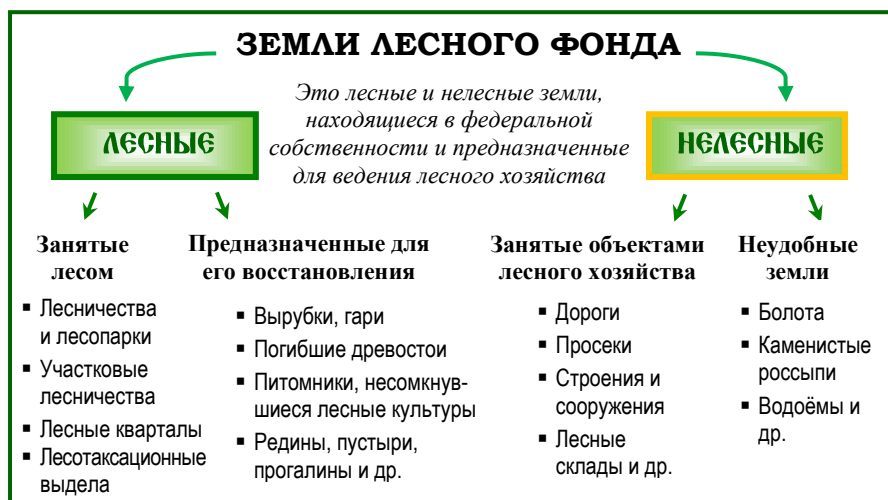 ЗЕМЛИ ЛЕСНОГО ФОНДА
Это лесные и нелесные земли,
находящиеся в федеральной
собственности и предназначенные
для ведения лесного хозяйства
ЛЕСНЫЕ
НЕЛЕСНЫЕ
Занятые
лесом
▪ Лесничества
и лесопарки
▪ Участковые
лесничества
▪ Лесные кварталы
▪ Лесотаксационные
выдела
Предназначенные для
его восстановления
▪ Вырубки, гари
▪ Погибшие древостои
▪ Питомники, несомкнув-
шиеся лесные культуры
▪ Редины, пустыри,
прогалины и др.
Занятые объектами
лесного хозяйства
▪ Дороги
▪ Просеки
▪ Строения и
сооружения
▪ Лесные
склады и др.
Неудобные
земли
▪ Болота
▪ Каменистые
россыпи
▪ Водоёмы и
др.